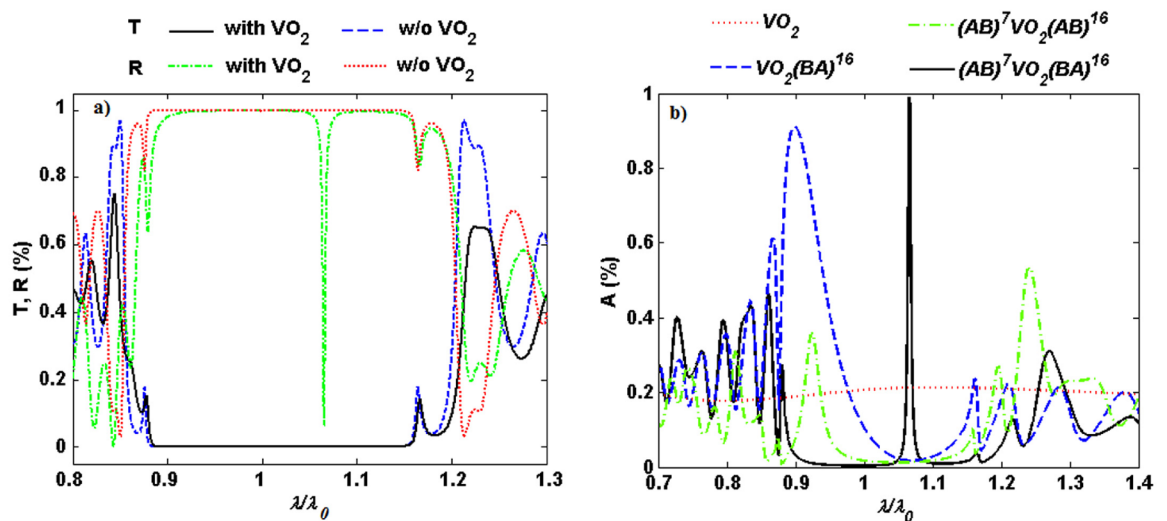 T with VO2 w/o VO2
R with VO2 w/o VO2
a)
1
0.8
0.6
0.4
0.2
0
T, R (%)
0.8 0.9 1.0 1.1 1.2 1.3
λ/λ0
VO2 (AB)7VO2(AB)16
VO2(BA)16 (AB)7VO2(BA)16
b)
1
0.8
0.6
0.4
0.2
0
A (%)
0.7 0.8 0.9 1.0 1.1 1.2 1.3 1.4
λ/λ0